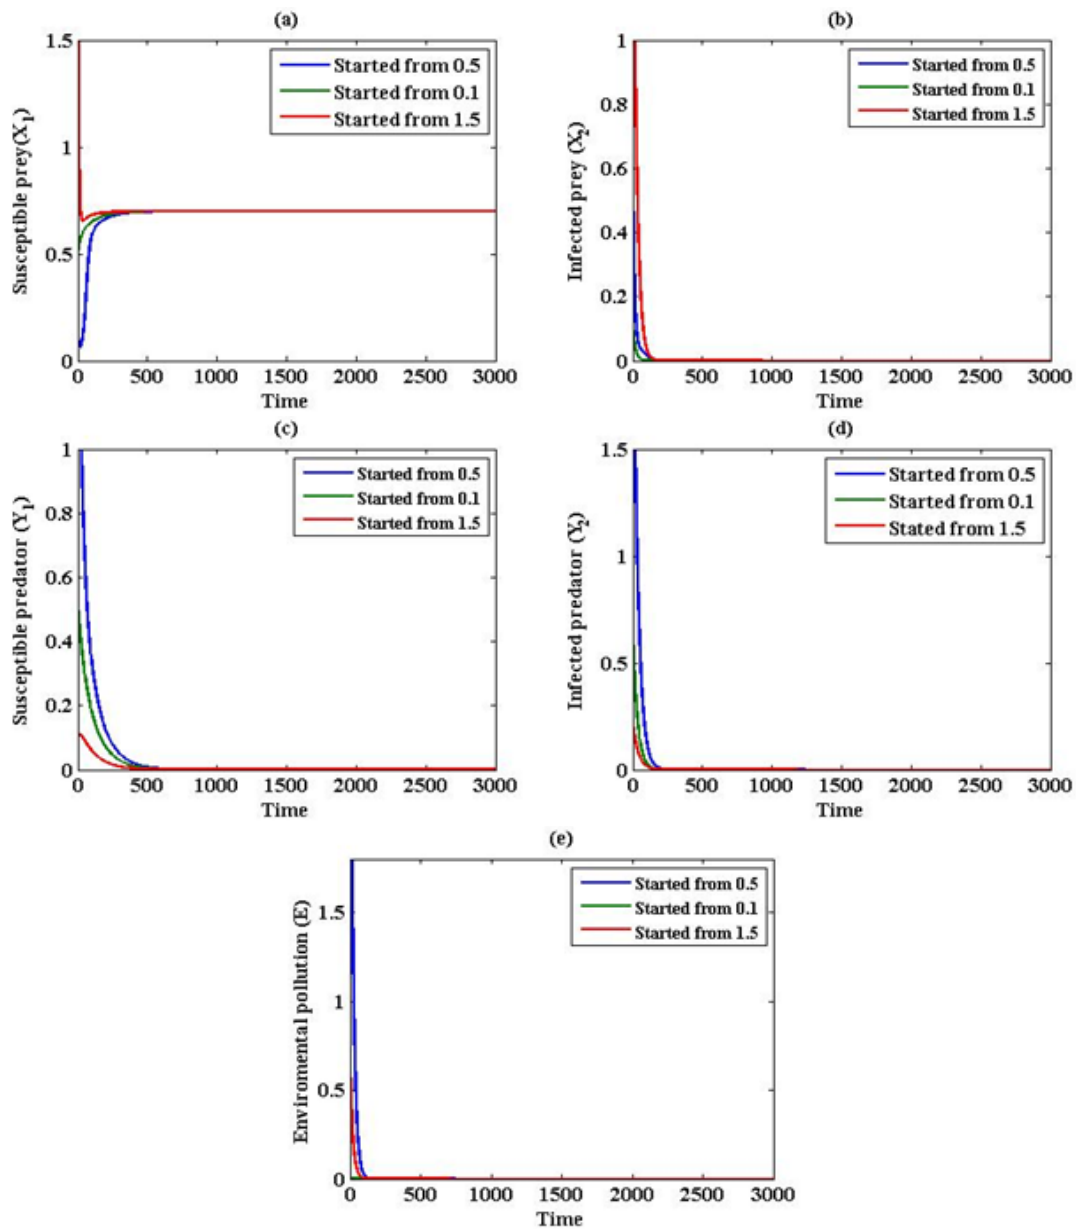 (a)
Susceptible prey(X1)
1.5
1
0.5
0
Started from 0.5
Started from 0.1
Started from 1.5
0 500 1000 1500 2000 2500 3000
Time
(b)
Infected prey (X2)
1
0.8
0.6
0.4
0.2
0
Started from 0.5
Started from 0.1
Started from 1.5
0 500 1000 1500 2000 2500 3000
Time
(c)
Susceptible predator (Y1)
1
0.8
0.6
0.4
0.2
0
Started from 0.5
Started from 0.1
Started from 1.5
0 500 1000 1500 2000 2500 3000
Time
(d)
Infected predator (Y2)
1.5
1
0.5
0
Started from 0.5
Started from 0.1
Stated from 1.5
0 500 1000 1500 2000 2500 3000
Time
(e)
Enviromental pollution (E)
1.5
1
0.5
0
Started from 0.5
Started from 0.1
Started from 1.5
0 500 1000 1500 2000 2500 3000
Time